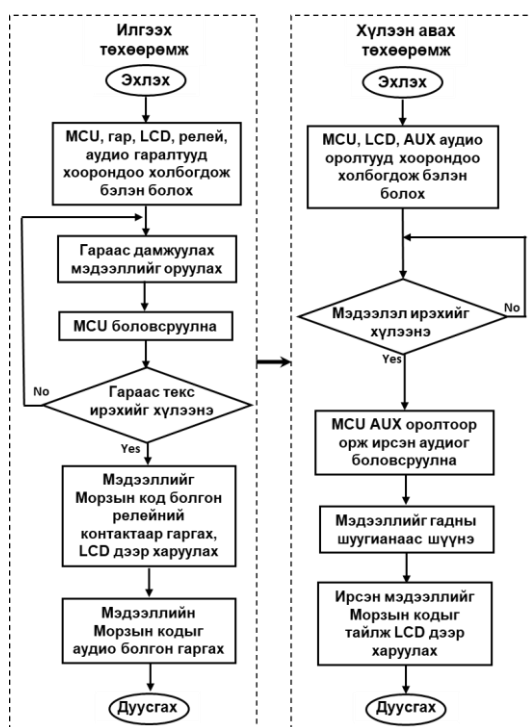 Илгээх
төхөөрөмж
Эхлэх
MCU, гар, LCD, релей,
аудио гаралтууд
хоорондоо холбогдож
бэлэн болох
Гараас дамжуулах
мэдээллийг оруулах
MCU боловсруулна
No
Гараас текс
ирэхийг хүлээнэ
Yes
Мэдээллийг
Морзын код болгон
релейний
контактаар гаргах,
LCD дээр харуулах
Мэдээллийн
Морзын кодыг
аудио болгон гаргах
Дуусгах
Хүлээн авах
төхөөрөмж
Эхлэх
MCU, LCD, AUX аудио
оролтууд хоорондоо
холбогдож бэлэн
болох
Мэдээлэл ирэхийг
хүлээнэ
No
Yes
MCU AUX оролтоор
орж ирсэн аудиог
боловсруулна
Мэдээллийг гадны
шуугианаас шүүнэ
Ирсэн мэдээллийг
Морзын кодыг
тайлж LCD дээр
харуулах
Дуусгах